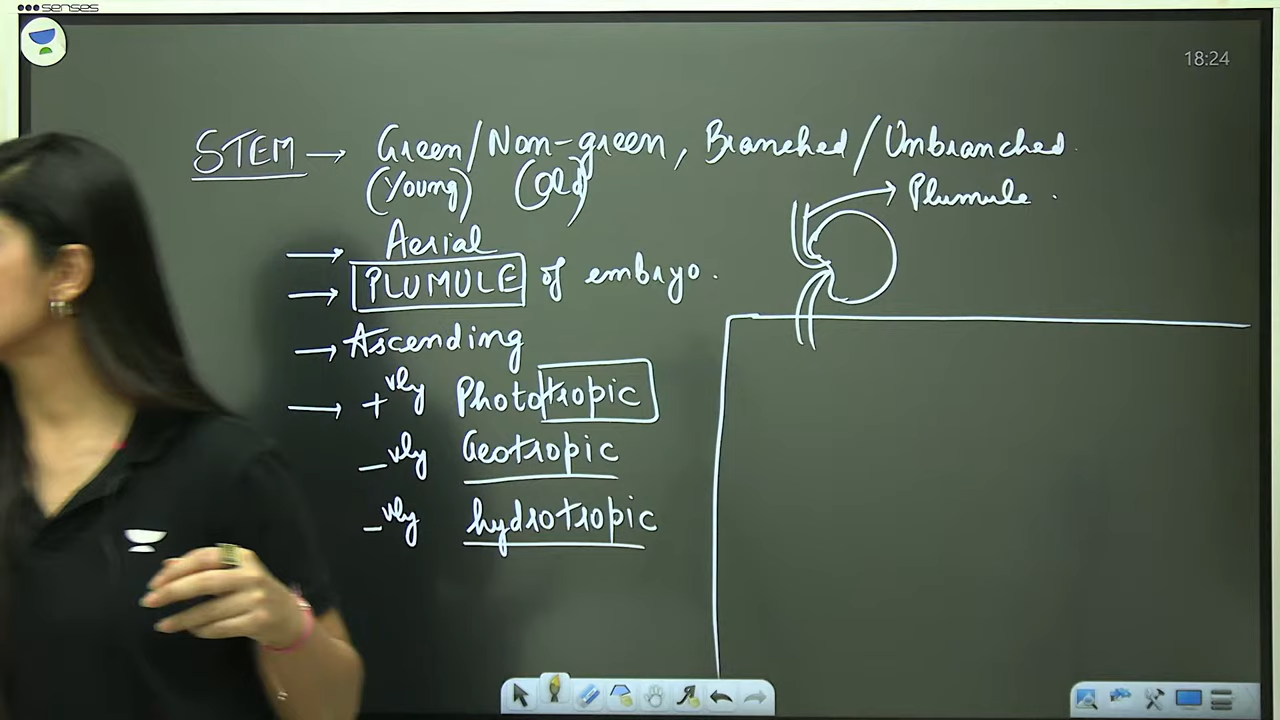 senses
18:24
STEM → Green/Non-green, Branched/Unbranched.
(Young) (Old)
→ Plumule.
→ Aerial
→ PLUMULE of embryo.
→ Ascending
→ +vly Phototropic
-vly Geotropic
-vly hydrotropic